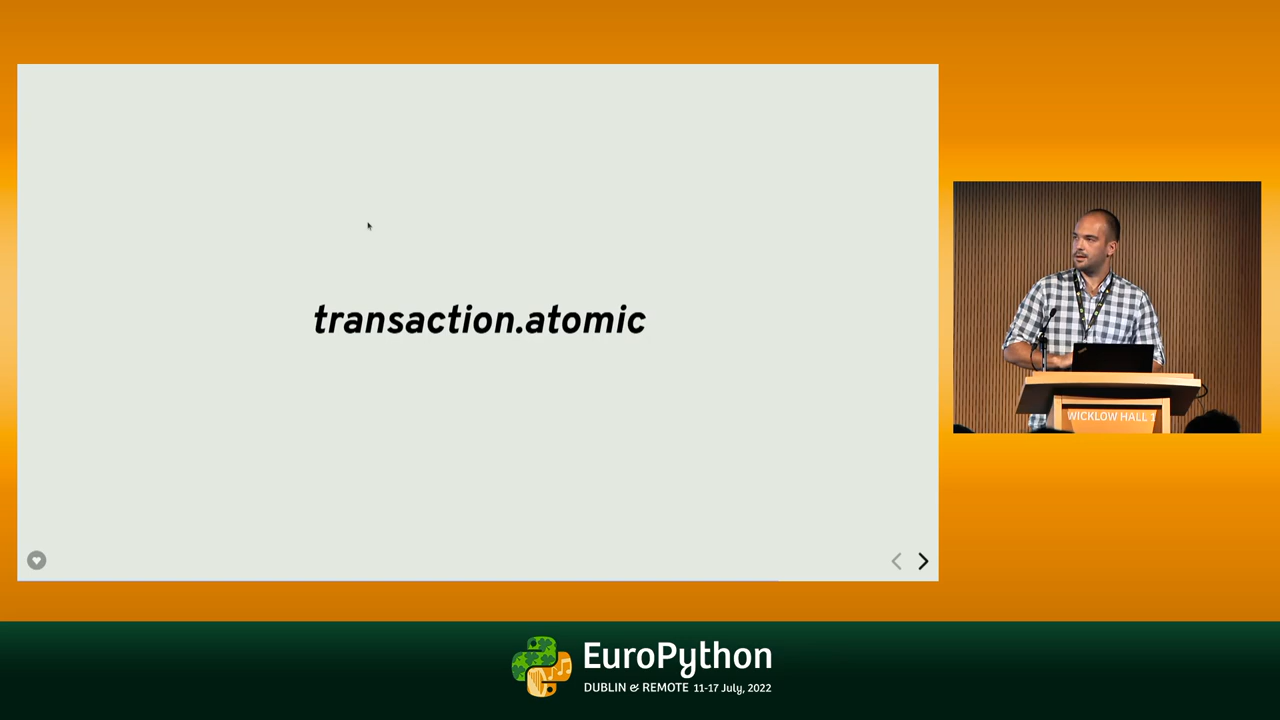 transaction.atomic
WICKLOW HALL 1
EuroPython
DUBLIN & REMOTE 11-17 July, 2022